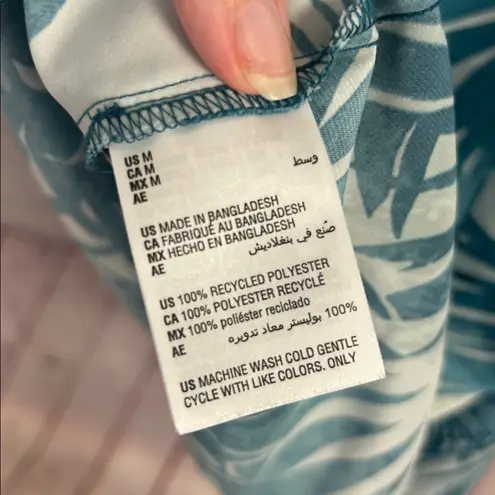 US M
CA M
MX M
AE وسط
US MADE IN BANGLADESH
CA FABRIQUÉ AU BANGLADESH
MX HECHO EN BANGLADESH
AE صُنع في بنغلاديش
US 100% RECYCLED POLYESTER
CA 100% POLYESTER RECYCLÉ
MX 100% poliéster reciclado
AE 100% بوليستر معاد تدويره
US MACHINE WASH COLD GENTLE
CYCLE WITH LIKE COLORS. ONLY